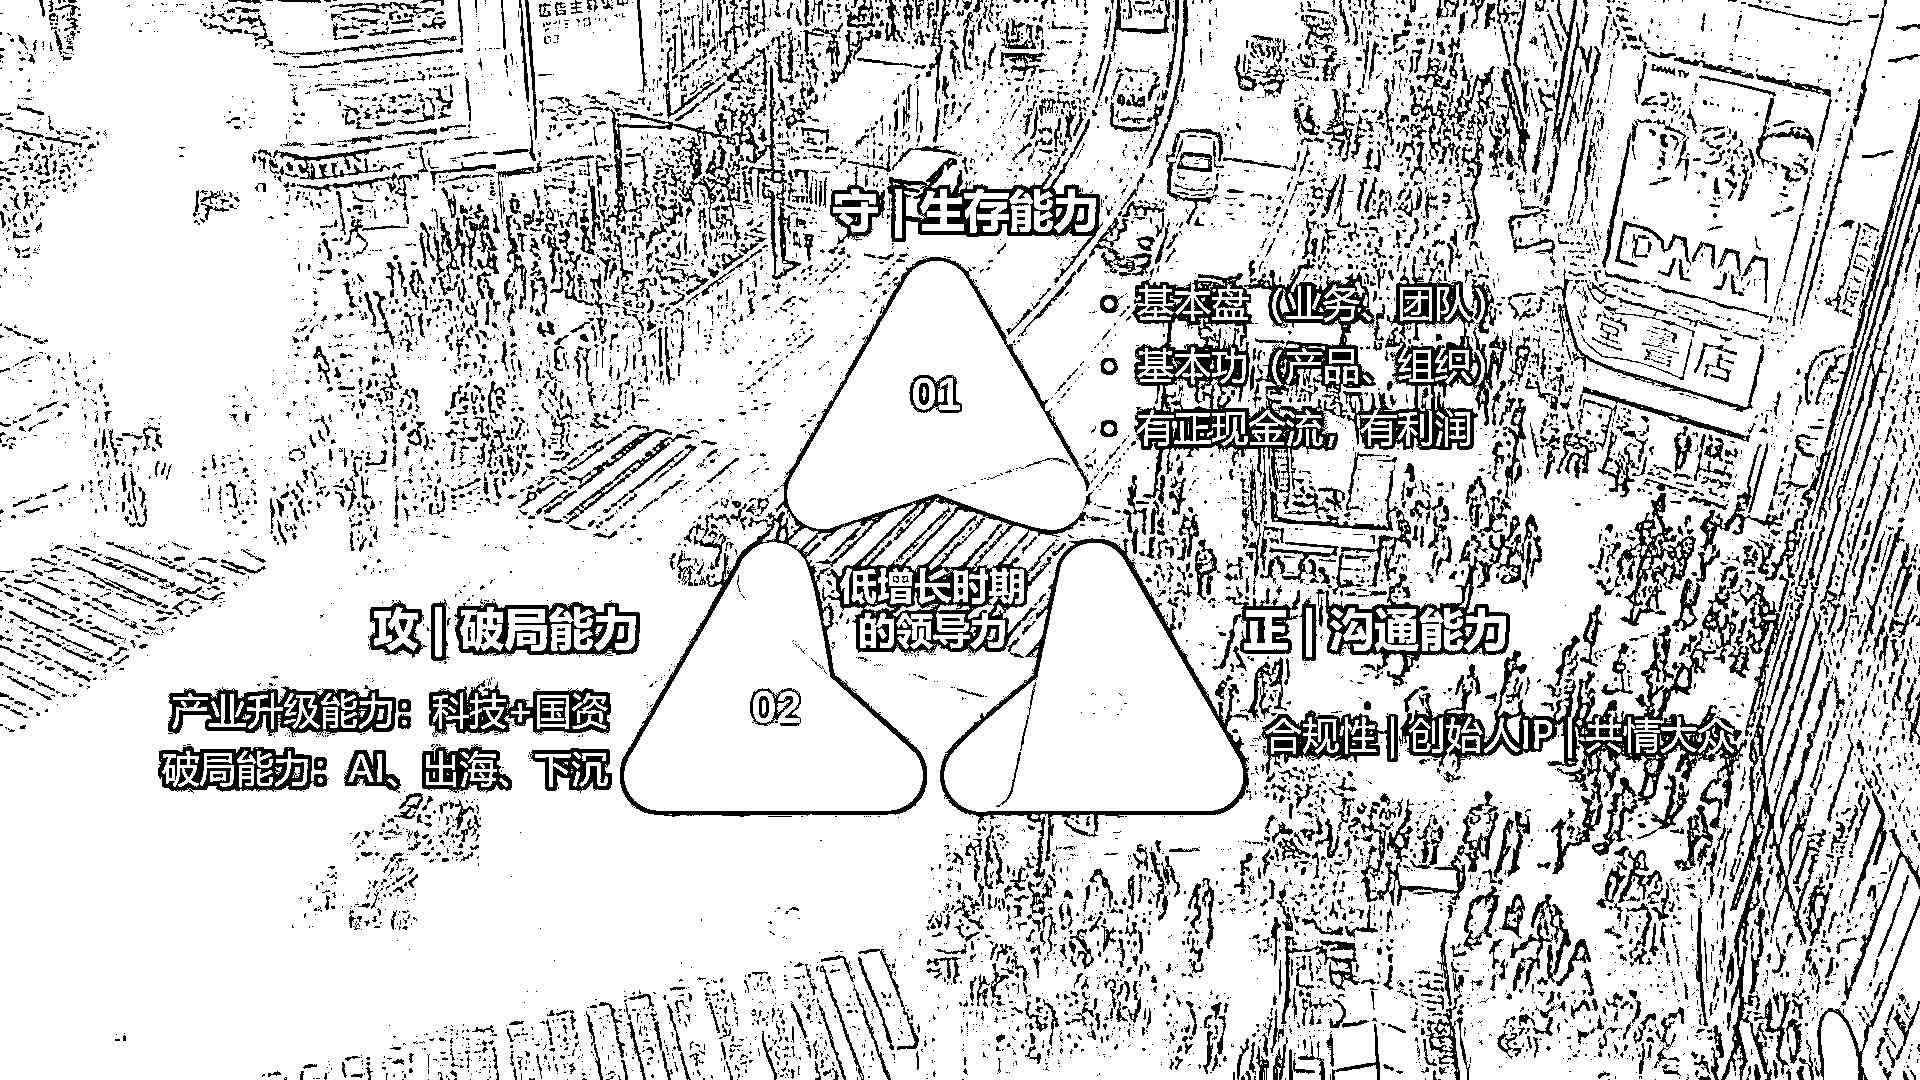 DMM TV
守 | 生存能力
DMM
基本盘（业务、团队）
堂書店
基本功（产品、组织）
01
有正现金流，有利润
低增长时期
的领导力
攻 | 破局能力
正 | 沟通能力
产业升级能力：科技+国资
02
合规性 | 创始人IP | 共情大众
破局能力：AI、出海、下沉